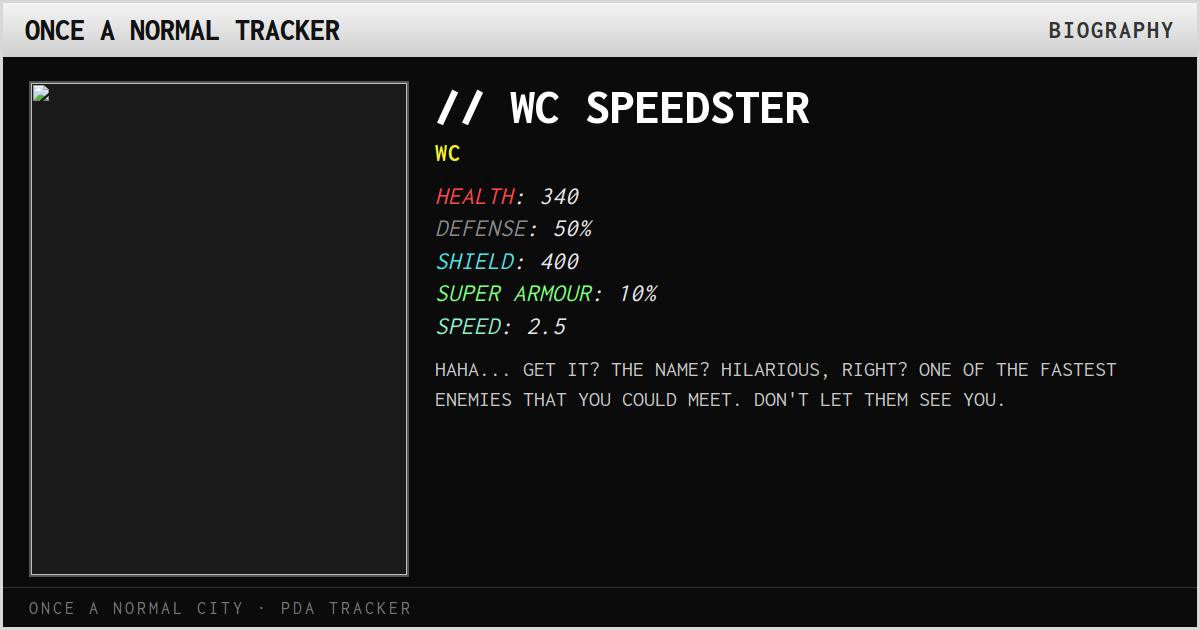 ONCE A NORMAL TRACKER
BIOGRAPHY
// WC SPEEDSTER
WC
HEALTH: 340
DEFENSE: 50%
SHIELD: 400
SUPER ARMOUR: 10%
SPEED: 2.5
HAHA... GET IT? THE NAME? HILARIOUS, RIGHT? ONE OF THE FASTEST
ENEMIES THAT YOU COULD MEET. DON'T LET THEM SEE YOU.
ONCE A NORMAL CITY · PDA TRACKER